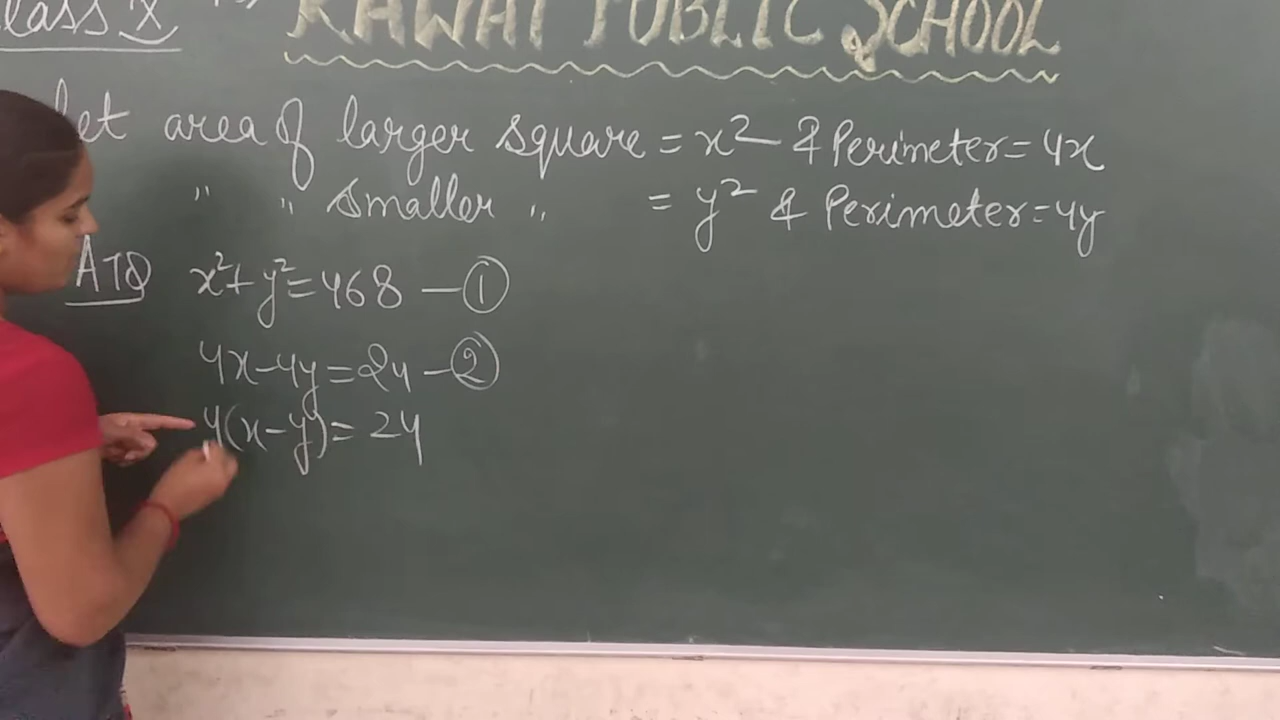 Class X
RAWAT PUBLIC SCHOOL
Let area of larger square = x² & Perimeter = 4x
" " smaller " = y² & Perimeter = 4y
ATQ x² + y² = 468 — ①
4x - 4y = 24 — ②
4(x - y) = 24